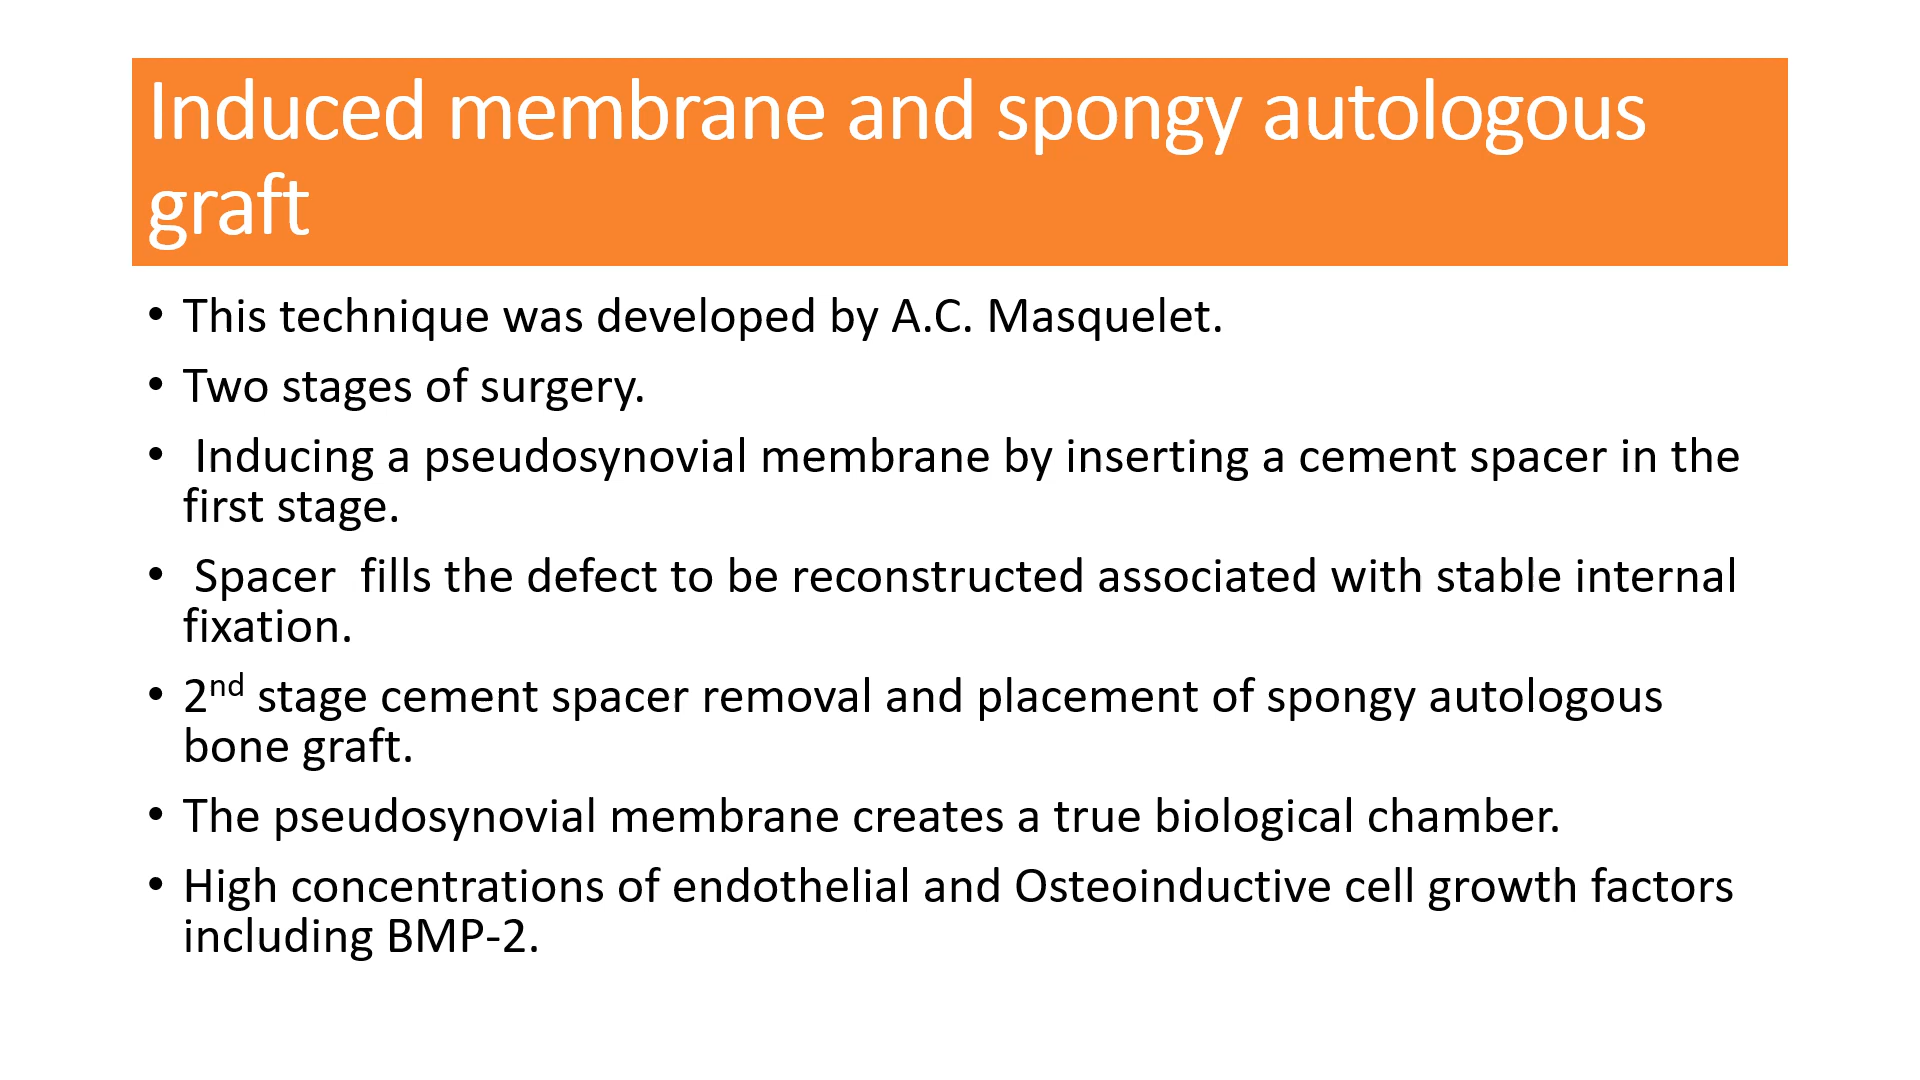 Induced membrane and spongy autologous
graft
• This technique was developed by A.C. Masquelet.
• Two stages of surgery.
• Inducing a pseudosynovial membrane by inserting a cement spacer in the
first stage.
• Spacer  fills the defect to be reconstructed associated with stable internal
fixation.
• 2nd stage cement spacer removal and placement of spongy autologous
bone graft.
• The pseudosynovial membrane creates a true biological chamber.
• High concentrations of endothelial and Osteoinductive cell growth factors
including BMP-2.